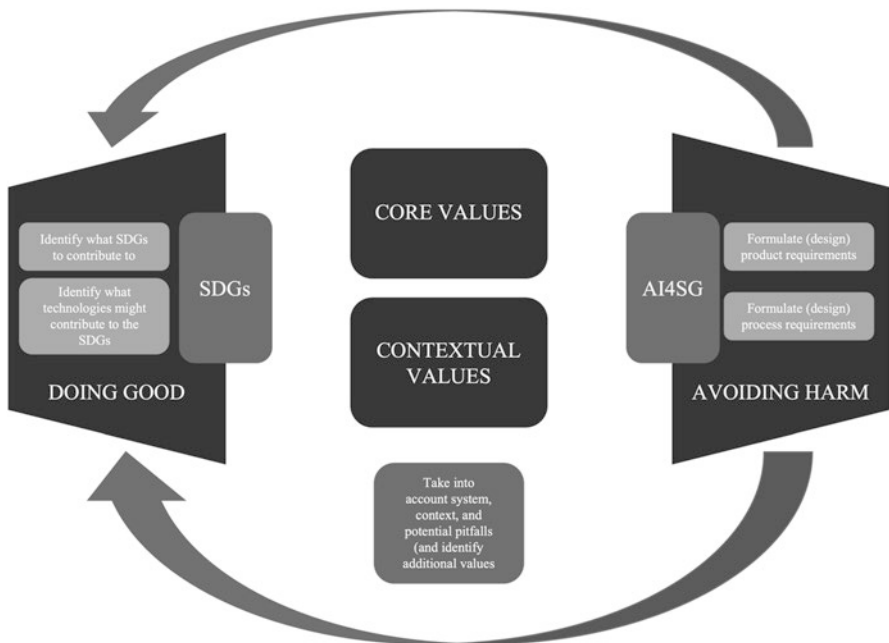 Identify what SDGs
to contribute to
Identify what
technologies might
contribute to the
SDGs
DOING GOOD
SDGs
CORE VALUES
CONTEXTUAL
VALUES
Take into
account system,
context, and
potential pitfalls
(and identify
additional values
AI4SG
Formulate (design)
product requirements
Formulate (design)
process requirements
AVOIDING HARM